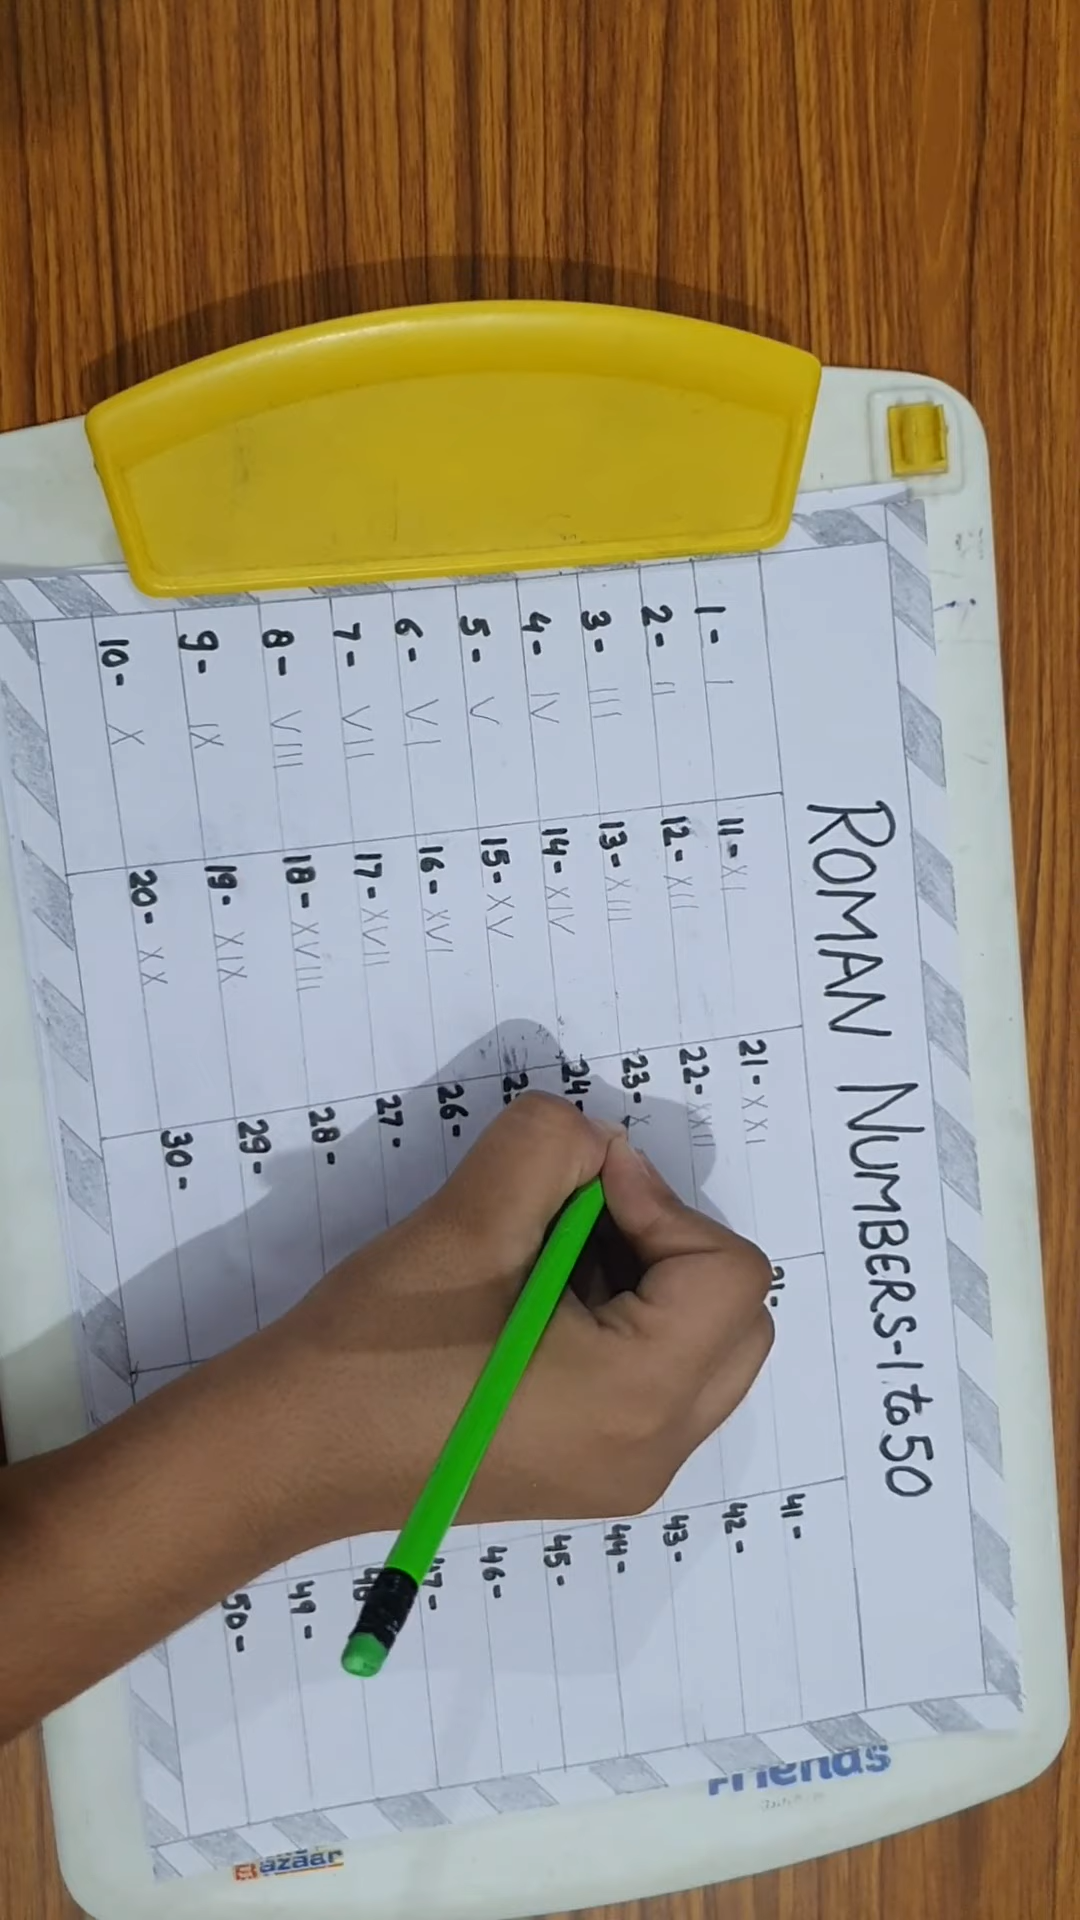 ROMAN NUMBERS-1 to 50
1 - I
2 - II
3 - III
4 - IV
5 - V
6 - VI
7 - VII
8 - VIII
9 - IX
10 - X
11 - XI
12 - XII
13 - XIII
14 - XIV
15 - XV
16 - XVI
17 - XVII
18 - XVIII
19 - XIX
20 - XX
21 - XXI
22 - XXII
23 - X
24 -
26 -
27 -
28 -
29 -
30 -
41 -
42 -
43 -
44 -
45 -
46 -
47 -
48
49 -
50 -
Friends
Bazaar